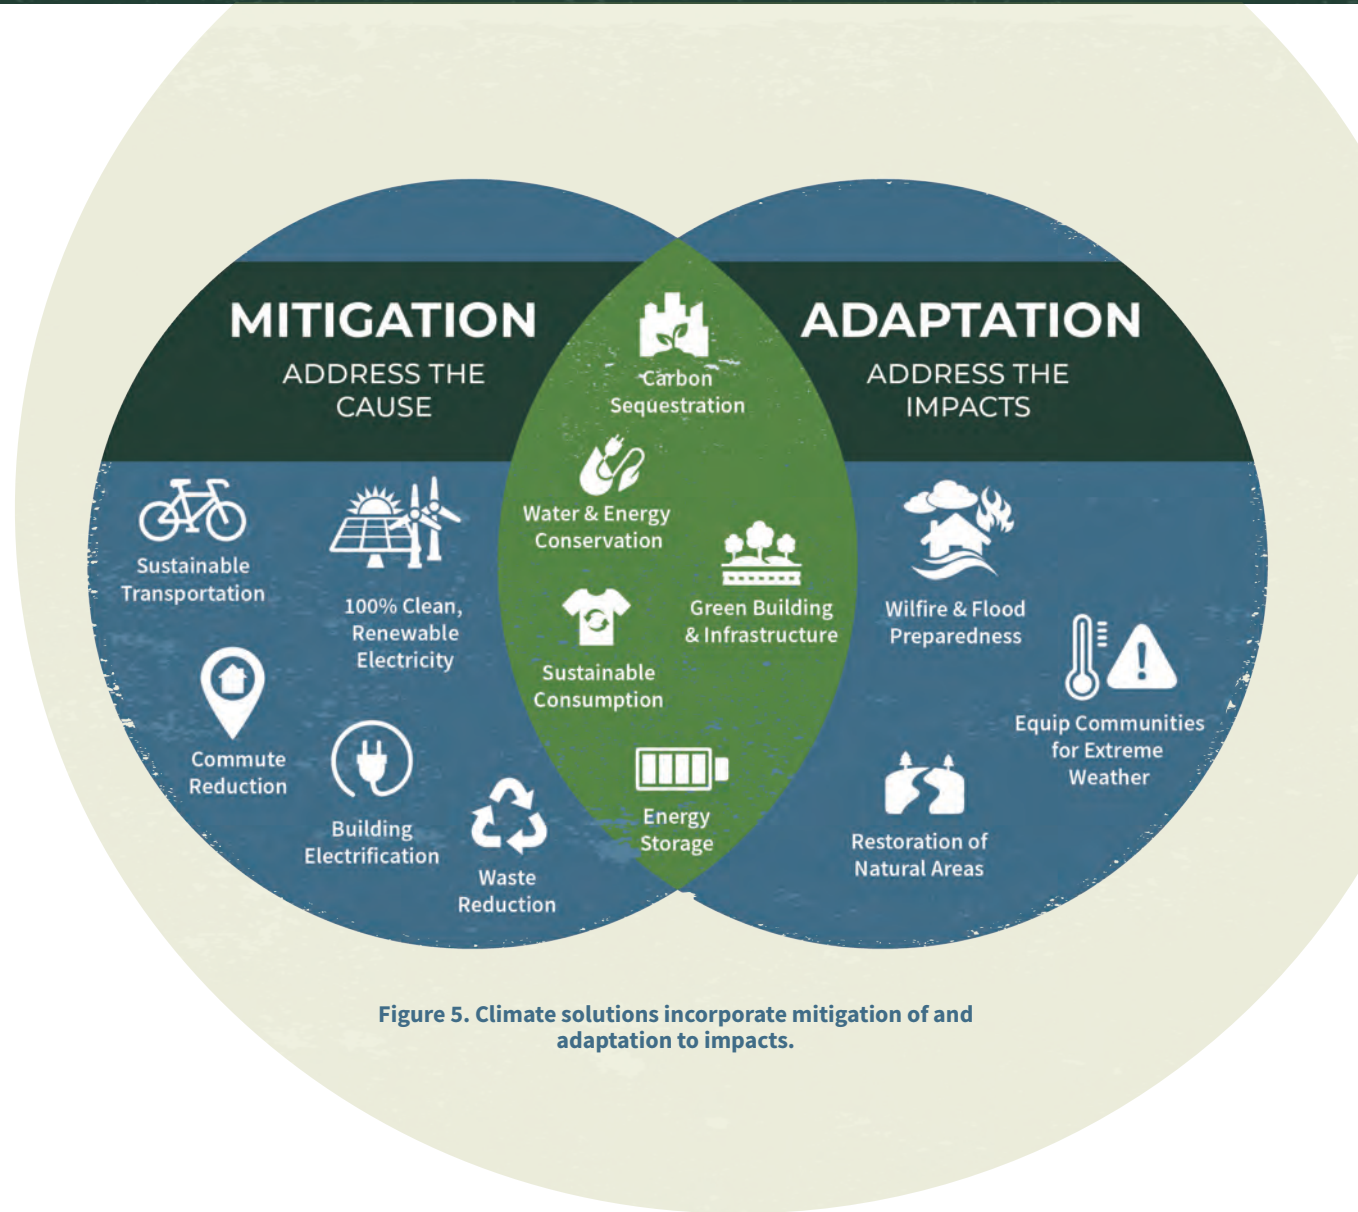 MITIGATION
ADDRESS THE
CAUSE
Sustainable
Transportation
100% Clean,
Renewable
Electricity
Commute
Reduction
Building
Electrification
Waste
Reduction
Carbon
Sequestration
Water & Energy
Conservation
Green Building
& Infrastructure
Sustainable
Consumption
Energy
Storage
ADAPTATION
ADDRESS THE
IMPACTS
Wilfire & Flood
Preparedness
Equip Communities
for Extreme
Weather
Restoration of
Natural Areas
Figure 5. Climate solutions incorporate mitigation of and
adaptation to impacts.